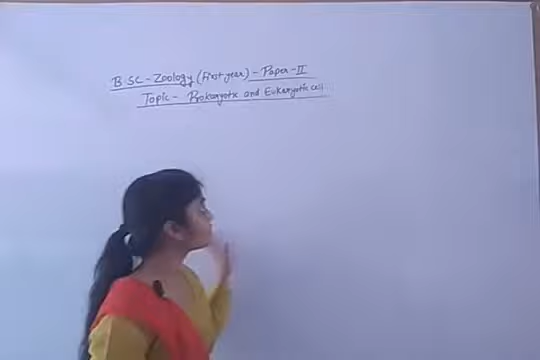 B.SC - Zoology (first year) - Paper - II
Topic - Prokaryotic and Eukaryotic cell